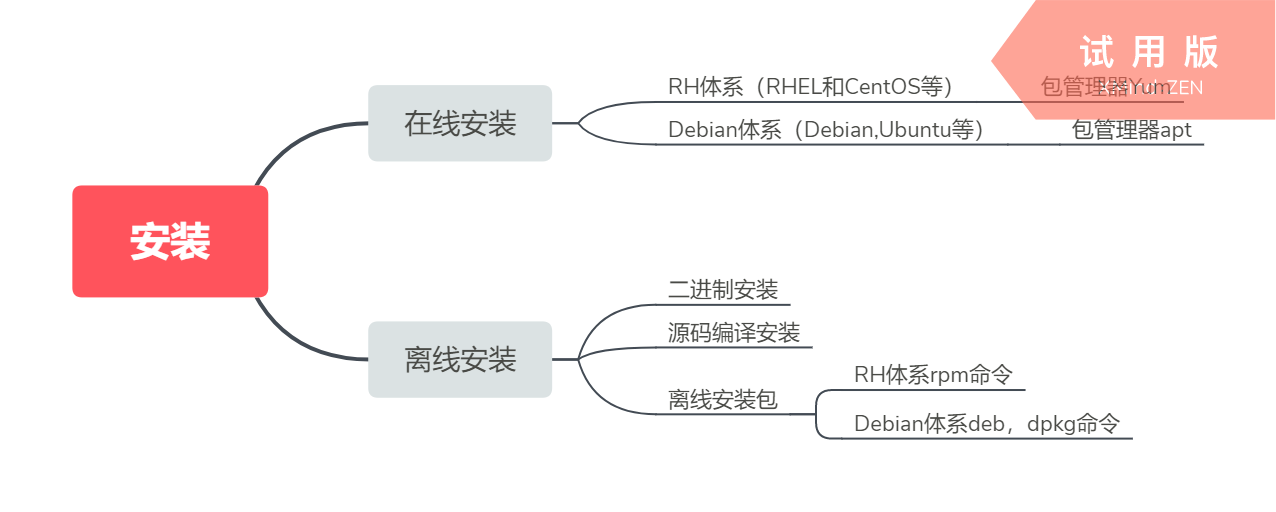 试用版
XMind: ZEN
RH体系（RHEL和CentOS等） 包管理器Yum
在线安装
Debian体系（Debian,Ubuntu等） 包管理器apt
安装
二进制安装
源码编译安装
离线安装
RH体系rpm命令
离线安装包
Debian体系deb，dpkg命令